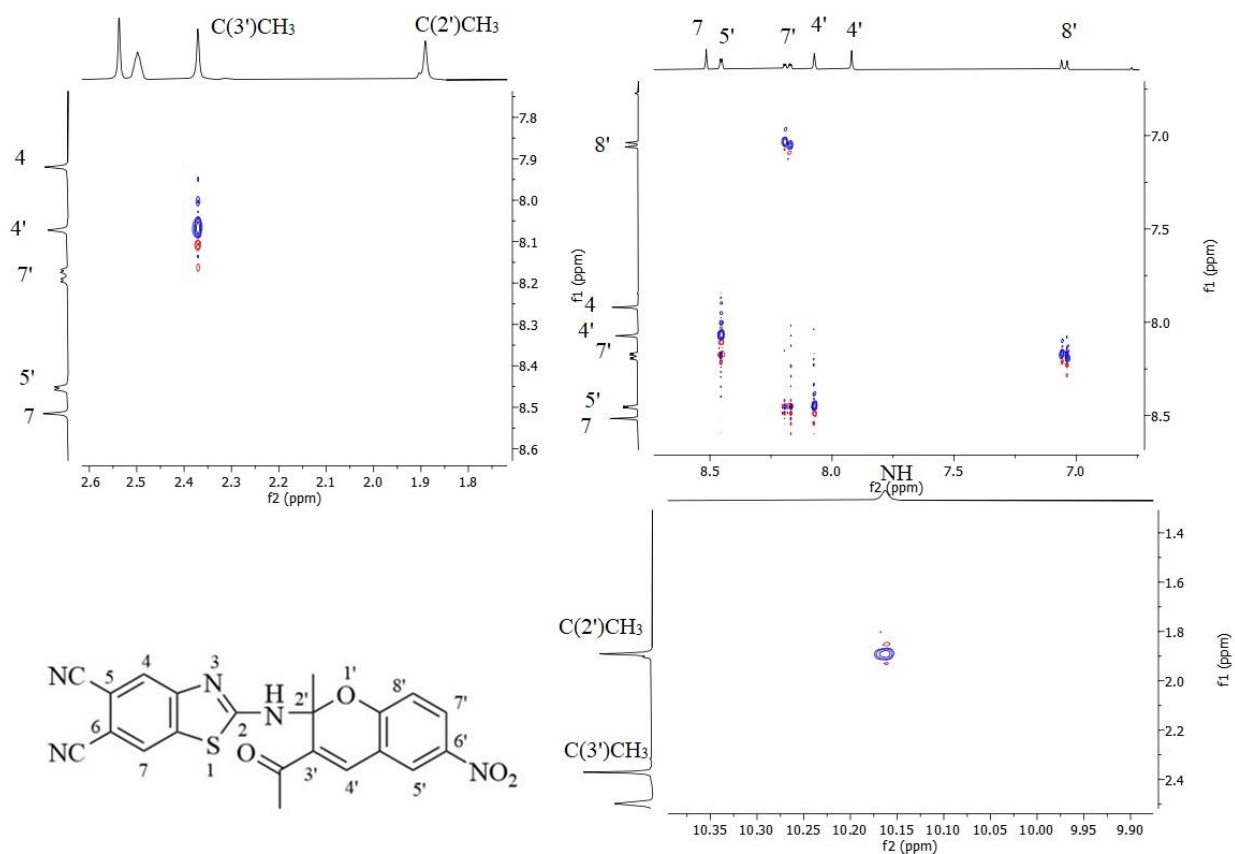 C(3')CH3 C(2')CH3
4
4'
7'
5'
7
7.8
7.9
8.0
8.1
8.2
8.3
8.4
8.5
8.6
f1 (ppm)
2.6 2.5 2.4 2.3 2.2 2.1 2.0 1.9 1.8
f2 (ppm)
7 5' 7' 4' 4' 8'
8'
4
4'
7'
5'
7
7.0
7.5
8.0
8.5
f1 (ppm)
8.5 8.0 7.5 7.0
f2 (ppm)
NH
C(2')CH3
C(3')CH3
1.4
1.6
1.8
2.0
2.2
2.4
f1 (ppm)
10.35 10.30 10.25 10.20 10.15 10.10 10.05 10.00 9.95 9.90
f2 (ppm)
NC 5 4 3 N H N 2' 1' O 8' 7'
NC 6 7 S 1 2 O 3' 4' 5' 6' NO2